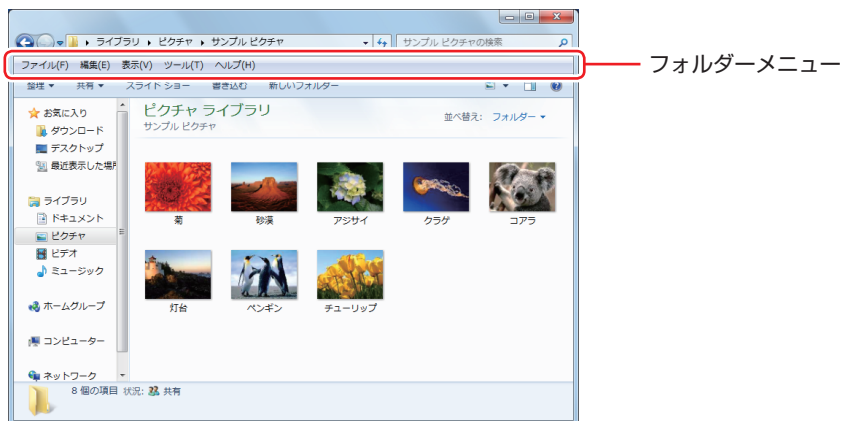 ライブラリ ピクチャ サンプル ピクチャ サンプル ピクチャの検索
ファイル(F) 編集(E) 表示(V) ツール(T) ヘルプ(H)
フォルダーメニュー
整理 共有 スライド ショー 書き込む 新しいフォルダー
お気に入り
ダウンロード
デスクトップ
最近表示した場所
ライブラリ
ドキュメント
ピクチャ
ビデオ
ミュージック
ホームグループ
コンピューター
ネットワーク
ピクチャ ライブラリ
サンプル ピクチャ
並べ替え: フォルダー
菊 砂漠 アジサイ クラゲ コアラ
灯台 ペンギン チューリップ
8 個の項目 状況: 共有